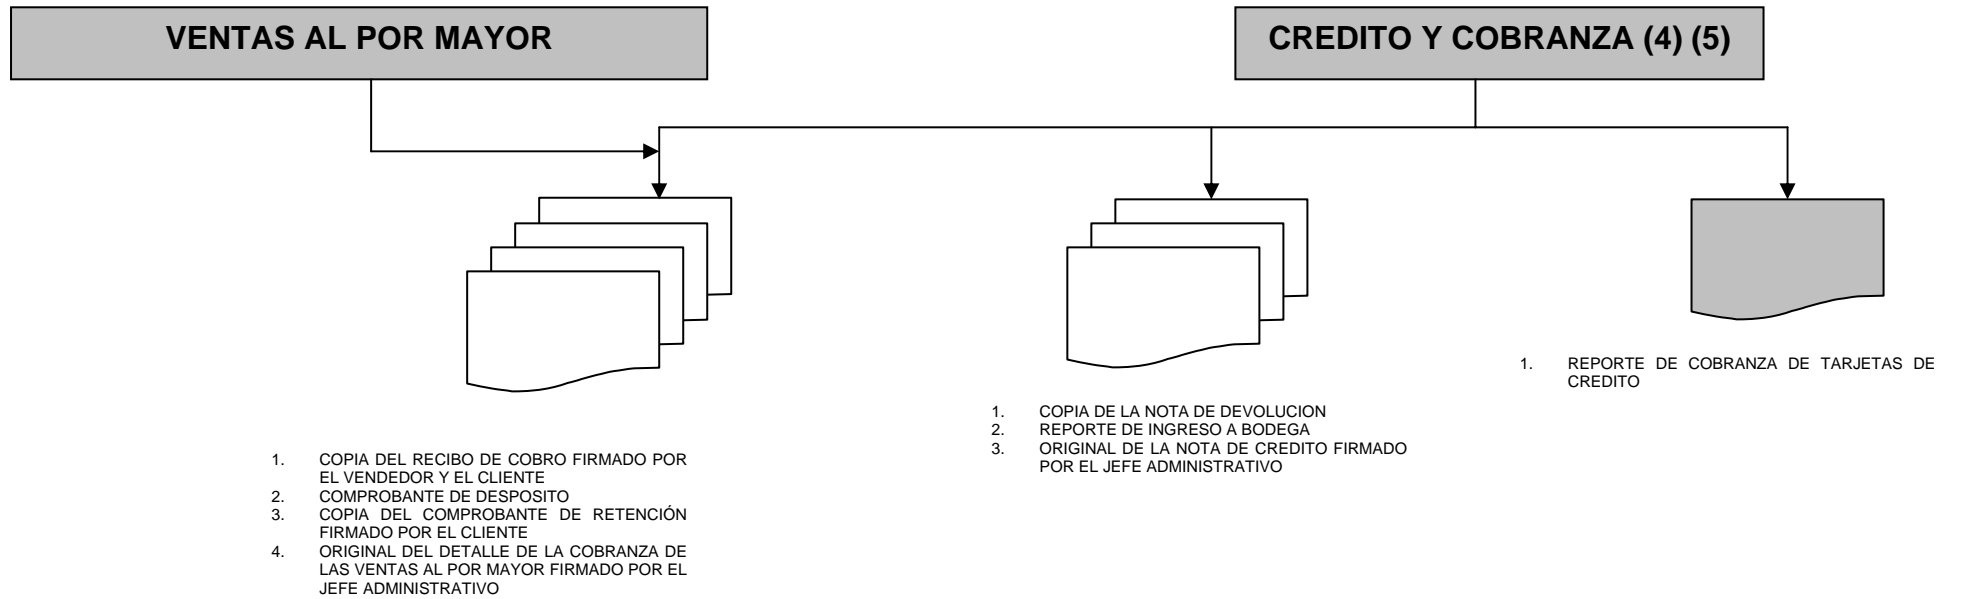 VENTAS AL POR MAYOR
CREDITO Y COBRANZA (4) (5)
1. COPIA DEL RECIBO DE COBRO FIRMADO POR
EL VENDEDOR Y EL CLIENTE
2. COMPROBANTE DE DESPOSITO
3. COPIA DEL COMPROBANTE DE RETENCIÓN
FIRMADO POR EL CLIENTE
4. ORIGINAL DEL DETALLE DE LA COBRANZA DE
LAS VENTAS AL POR MAYOR FIRMADO POR EL
JEFE ADMINISTRATIVO
1. COPIA DE LA NOTA DE DEVOLUCION
2. REPORTE DE INGRESO A BODEGA
3. ORIGINAL DE LA NOTA DE CREDITO FIRMADO
POR EL JEFE ADMINISTRATIVO
1. REPORTE DE COBRANZA DE TARJETAS DE
CREDITO